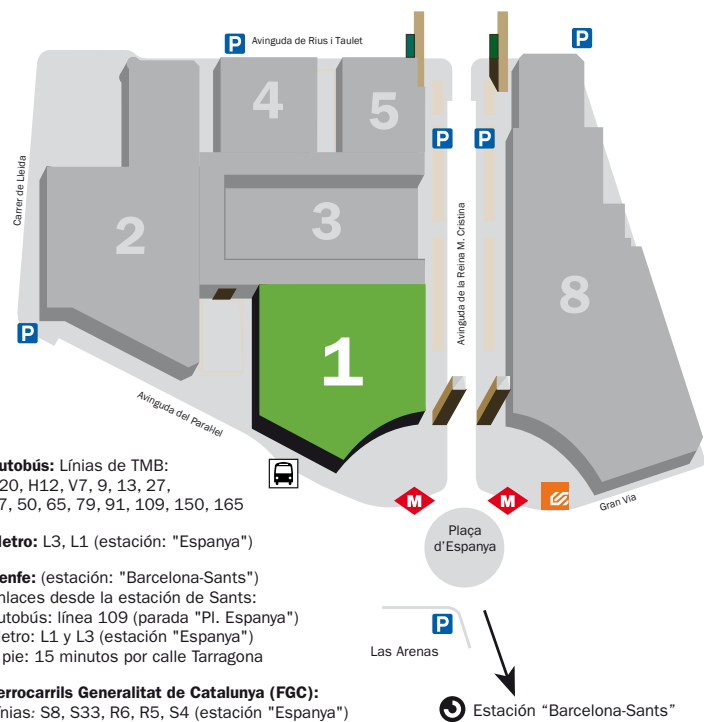 P Avinguda de Rius i Taulet
P
4
5
P P
Carrer de Lleida
2
3
Avinguda de la Reina M. Cristina
8
P
1
Avinguda del Paral·lel
utobús: Línias de TMB:
20, H12, V7, 9, 13, 27,
7, 50, 65, 79, 91, 109, 150, 165
M M
Gran Via
Plaça
d'Espanya
etro: L3, L1 (estación: "Espanya")
enfe: (estación: "Barcelona-Sants")
nlaces desde la estación de Sants:
utobús: línea 109 (parada "Pl. Espanya")
etro: L1 y L3 (estación "Espanya")
pie: 15 minutos por calle Tarragona
P
Las Arenas
errocarrils Generalitat de Catalunya (FGC):
ínias: S8, S33, R6, R5, S4 (estación "Espanya")
Estación “Barcelona-Sants”